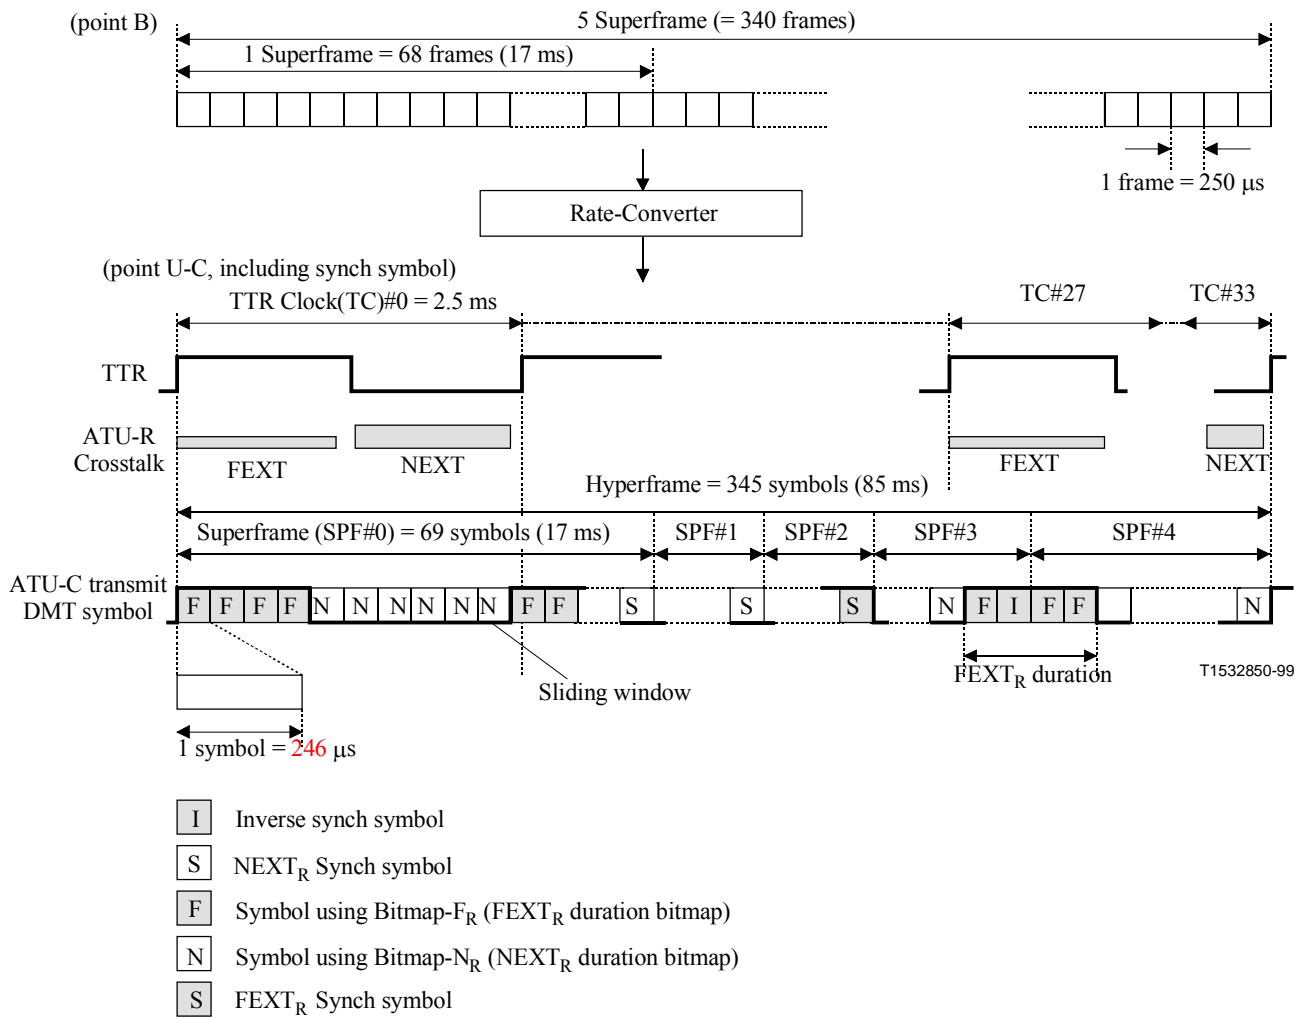 (point B)
5 Superframe (= 340 frames)
1 Superframe = 68 frames (17 ms)
1 frame = 250 μs
Rate-Converter
(point U-C, including synch symbol)
TTR Clock(TC)#0 = 2.5 ms
TC#27
TC#33
TTR
ATU-R
Crosstalk
FEXT
NEXT
FEXT
NEXT
Hyperframe = 345 symbols (85 ms)
Superframe (SPF#0) = 69 symbols (17 ms)
SPF#1
SPF#2
SPF#3
SPF#4
ATU-C transmit
DMT symbol
F F F F N N N N N N F F S S S N F I F F N
Sliding window
FEXTR duration
T1532850-99
1 symbol = 246 μs
I Inverse synch symbol
S NEXTR Synch symbol
F Symbol using Bitmap-FR (FEXTR duration bitmap)
N Symbol using Bitmap-NR (NEXTR duration bitmap)
S FEXTR Synch symbol